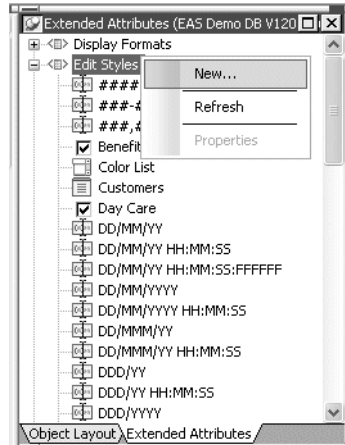 Extended Attributes (EAS Demo DB V120
Display Formats
Edit Styles
New...
####
###-#
Refresh
###,#
Properties
Benefit
Color List
Customers
Day Care
DD/MM/YY
DD/MM/YY HH:MM:SS
DD/MM/YY HH:MM:SS:FFFFFF
DD/MM/YYYY
DD/MM/YYYY HH:MM:SS
DD/MMM/YY
DD/MMM/YY HH:MM:SS
DDD/YY
DDD/YY HH:MM:SS
DDD/YYYY
Object Layout Extended Attributes